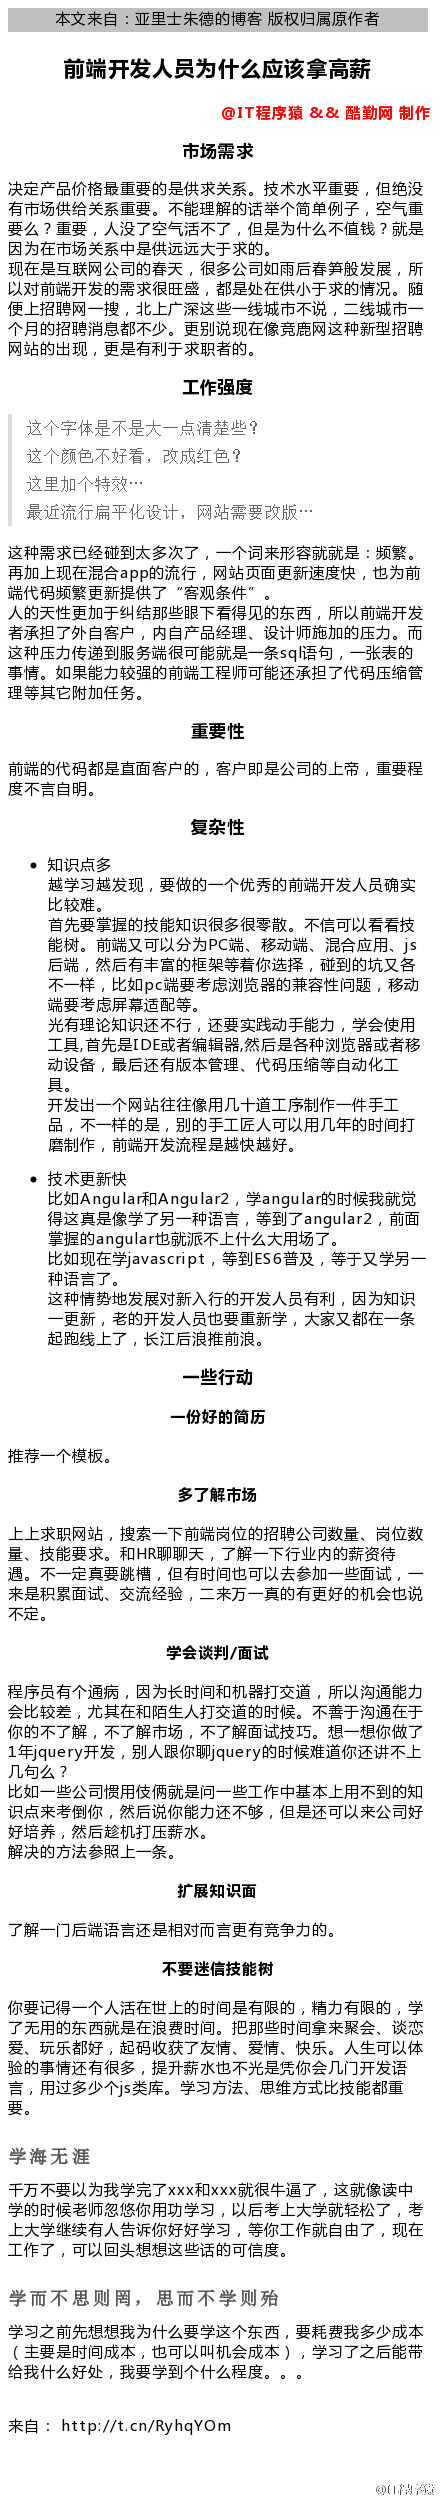 本文来自：亚里士朱德的博客 版权归属原作者
前端开发人员为什么应该拿高薪
@IT程序猿 && 酷勤网 制作
市场需求
决定产品价格最重要的是供求关系。技术水平重要，但绝没
有市场供给关系重要。不能理解的话举个简单例子，空气重
要么？重要，人没了空气活不了，但是为什么不值钱？就是
因为在市场关系中是供远远大于求的。
现在是互联网公司的春天，很多公司如雨后春笋般发展，所
以对前端开发的需求很旺盛，都是处在供小于求的情况。随
便上招聘网一搜，北上广深这些一线城市不说，二线城市一
个月的招聘消息都不少。更别说现在像竞鹿网这种新型招聘
网站的出现，更是有利于求职者的。
工作强度
这个字体是不是大一点清楚些？
这个颜色不好看，改成红色？
这里加个特效…
最近流行扁平化设计，网站需要改版…
这种需求已经碰到太多次了，一个词来形容就就是：频繁。
再加上现在混合app的流行，网站页面更新速度快，也为前
端代码频繁更新提供了“客观条件”。
人的天性更加于纠结那些眼下看得见的东西，所以前端开发
者承担了外自客户，内自产品经理、设计师施加的压力。而
这种压力传递到服务端很可能就是一条sql语句，一张表的
事情。如果能力较强的前端工程师可能还承担了代码压缩管
理等其它附加任务。
重要性
前端的代码都是直面客户的，客户即是公司的上帝，重要程
度不言自明。
复杂性
• 知识点多
越学习越发现，要做的一个优秀的前端开发人员确实
比较难。
首先要掌握的技能知识很多很零散。不信可以看看技
能树。前端又可以分为PC端、移动端、混合应用、js
后端，然后有丰富的框架等着你选择，碰到的坑又各
不一样，比如pc端要考虑浏览器的兼容性问题，移动
端要考虑屏幕适配等。
光有理论知识还不行，还要实践动手能力，学会使用
工具,首先是IDE或者编辑器,然后是各种浏览器或者移
动设备，最后还有版本管理、代码压缩等自动化工
具。
开发出一个网站往往像用几十道工序制作一件手工
品，不一样的是，别的手工匠人可以用几年的时间打
磨制作，前端开发流程是越快越好。
• 技术更新快
比如Angular和Angular2，学angular的时候我就觉
得这真是像学了另一种语言，等到了angular2，前面
掌握的angular也就派不上什么大用场了。
比如现在学javascript，等到ES6普及，等于又学另一
种语言了。
这种情势地发展对新入行的开发人员有利，因为知识
一更新，老的开发人员也要重新学，大家又都在一条
起跑线上了，长江后浪推前浪。
一些行动
一份好的简历
推荐一个模板。
多了解市场
上上求职网站，搜索一下前端岗位的招聘公司数量、岗位数
量、技能要求。和HR聊聊天，了解一下行业内的薪资待
遇。不一定真要跳槽，但有时间也可以去参加一些面试，一
来是积累面试、交流经验，二来万一真的有更好的机会也说
不定。
学会谈判/面试
程序员有个通病，因为长时间和机器打交道，所以沟通能力
会比较差，尤其在和陌生人打交道的时候。不善于沟通在于
你的不了解，不了解市场，不了解面试技巧。想一想你做了
1年jquery开发，别人跟你聊jquery的时候难道你还讲不上
几句么？
比如一些公司惯用伎俩就是问一些工作中基本上用不到的知
识点来考倒你，然后说你能力还不够，但是还可以来公司好
好培养，然后趁机打压薪水。
解决的方法参照上一条。
扩展知识面
了解一门后端语言还是相对而言更有竞争力的。
不要迷信技能树
你要记得一个人活在世上的时间是有限的，精力有限的，学
了无用的东西就是在浪费时间。把那些时间拿来聚会、谈恋
爱、玩乐都好，起码收获了友情、爱情、快乐。人生可以体
验的事情还有很多，提升薪水也不光是凭你会几门开发语
言，用过多少个js类库。学习方法、思维方式比技能都重
要。
学海无涯
千万不要以为我学完了xxx和xxx就很牛逼了，这就像读中
学的时候老师忽悠你用功学习，以后考上大学就轻松了，考
上大学继续有人告诉你好好学习，等你工作就自由了，现在
工作了，可以回头想想这些话的可信度。
学而不思则罔，思而不学则殆
学习之前先想想我为什么要学这个东西，要耗费我多少成本
（主要是时间成本，也可以叫机会成本），学习了之后能带
给我什么好处，我要学到个什么程度。。。
来自： http://t.cn/RyhqYOm
@IT程序猿